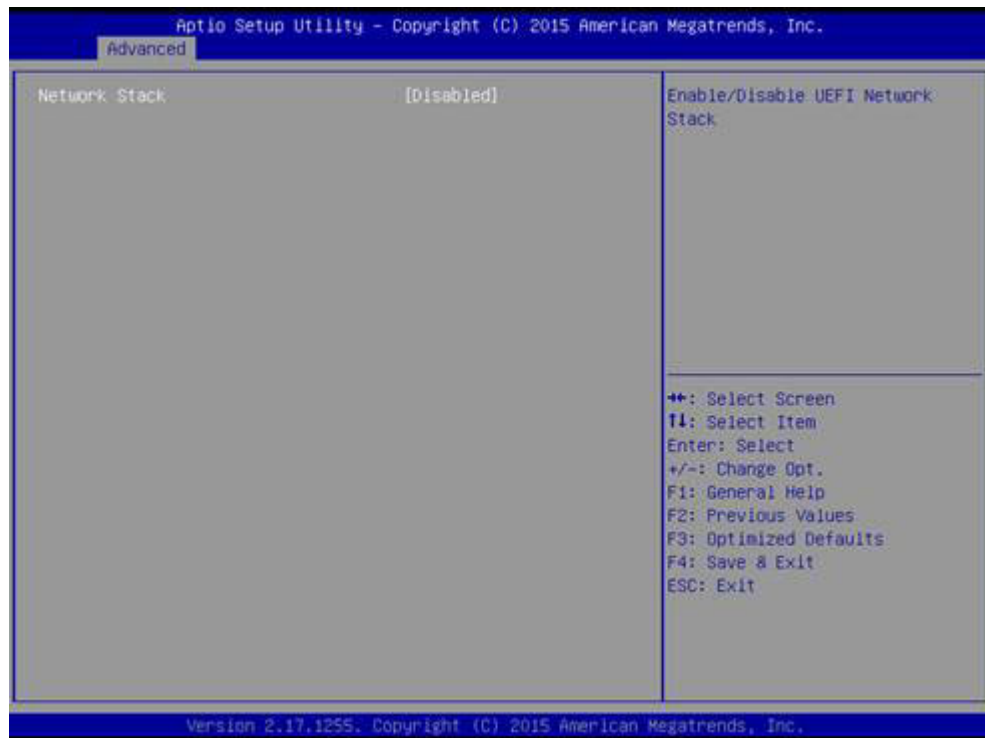 Aptio Setup Utility – Copyright (C) 2015 American Megatrends, Inc.
Advanced
Network Stack [Disabled]
Enable/Disable UEFI Network
Stack
→←: Select Screen
↑↓: Select Item
Enter: Select
+/-: Change Opt.
F1: General Help
F2: Previous Values
F3: Optimized Defaults
F4: Save & Exit
ESC: Exit
Version 2.17.1255. Copyright (C) 2015 American Megatrends, Inc.